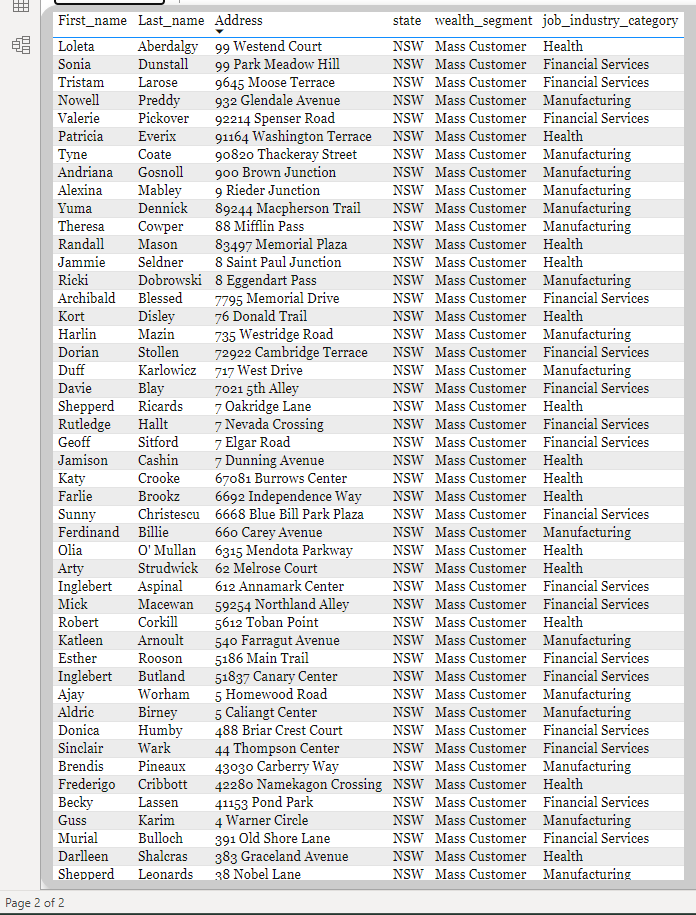 First_name Last_name Address state wealth_segment job_industry_category
Loleta Aberdalgy 99 Westend Court NSW Mass Customer Health
Sonia Dunstall 99 Park Meadow Hill NSW Mass Customer Financial Services
Tristam Larose 9645 Moose Terrace NSW Mass Customer Financial Services
Nowell Preddy 932 Glendale Avenue NSW Mass Customer Manufacturing
Valerie Pickover 92214 Spenser Road NSW Mass Customer Financial Services
Patricia Everix 91164 Washington Terrace NSW Mass Customer Health
Tyne Coate 90820 Thackeray Street NSW Mass Customer Manufacturing
Andriana Gosnoll 900 Brown Junction NSW Mass Customer Manufacturing
Alexina Mabley 9 Rieder Junction NSW Mass Customer Manufacturing
Yuma Dennick 89244 Macpherson Trail NSW Mass Customer Manufacturing
Theresa Cowper 88 Mifflin Pass NSW Mass Customer Manufacturing
Randall Mason 83497 Memorial Plaza NSW Mass Customer Health
Jammie Seldner 8 Saint Paul Junction NSW Mass Customer Health
Ricki Dobrowski 8 Eggendart Pass NSW Mass Customer Manufacturing
Archibald Blessed 7795 Memorial Drive NSW Mass Customer Financial Services
Kort Disley 76 Donald Trail NSW Mass Customer Health
Harlin Mazin 735 Westridge Road NSW Mass Customer Manufacturing
Dorian Stollen 72922 Cambridge Terrace NSW Mass Customer Financial Services
Duff Karlowicz 717 West Drive NSW Mass Customer Manufacturing
Davie Blay 7021 5th Alley NSW Mass Customer Financial Services
Shepperd Ricards 7 Oakridge Lane NSW Mass Customer Health
Rutledge Hallt 7 Nevada Crossing NSW Mass Customer Financial Services
Geoff Sitford 7 Elgar Road NSW Mass Customer Financial Services
Jamison Cashin 7 Dunning Avenue NSW Mass Customer Health
Katy Crooke 67081 Burrows Center NSW Mass Customer Health
Farlie Brookz 6692 Independence Way NSW Mass Customer Health
Sunny Christescu 6668 Blue Bill Park Plaza NSW Mass Customer Financial Services
Ferdinand Billie 660 Carey Avenue NSW Mass Customer Manufacturing
Olia O' Mullan 6315 Mendota Parkway NSW Mass Customer Health
Arty Strudwick 62 Melrose Court NSW Mass Customer Health
Inglebert Aspinal 612 Annamark Center NSW Mass Customer Financial Services
Mick Macewan 59254 Northland Alley NSW Mass Customer Financial Services
Robert Corkill 5612 Toban Point NSW Mass Customer Health
Katleen Arnoult 540 Farragut Avenue NSW Mass Customer Manufacturing
Esther Rooson 5186 Main Trail NSW Mass Customer Financial Services
Inglebert Butland 51837 Canary Center NSW Mass Customer Financial Services
Ajay Worham 5 Homewood Road NSW Mass Customer Manufacturing
Aldric Birney 5 Caliangt Center NSW Mass Customer Manufacturing
Donica Humby 488 Briar Crest Court NSW Mass Customer Financial Services
Sinclair Wark 44 Thompson Center NSW Mass Customer Financial Services
Brendis Pineaux 43030 Carberry Way NSW Mass Customer Manufacturing
Frederigo Cribbott 42280 Namekagon Crossing NSW Mass Customer Health
Becky Lassen 41153 Pond Park NSW Mass Customer Financial Services
Guss Karim 4 Warner Circle NSW Mass Customer Manufacturing
Murial Bulloch 391 Old Shore Lane NSW Mass Customer Financial Services
Darlleen Shalcras 383 Graceland Avenue NSW Mass Customer Health
Shepperd Leonards 38 Nobel Lane NSW Mass Customer Manufacturing
Page 2 of 2